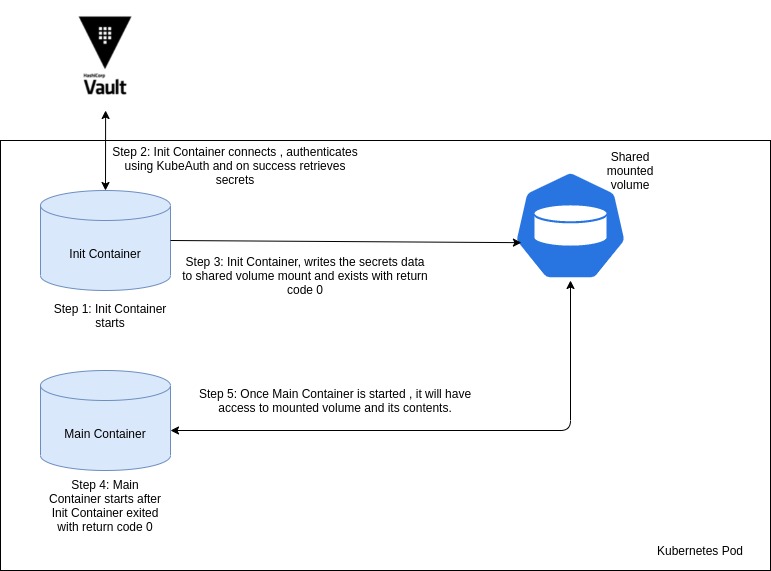 HashiCorp
Vault
Step 2: Init Container connects , authenticates
using KubeAuth and on success retrieves
secrets
Shared
mounted
volume
Init Container
Step 3: Init Container, writes the secrets data
to shared volume mount and exists with return
code 0
Step 1: Init Container
starts
Step 5: Once Main Container is started , it will have
access to mounted volume and its contents.
Main Container
Step 4: Main
Container starts after
Init Container exited
with return code 0
Kubernetes Pod